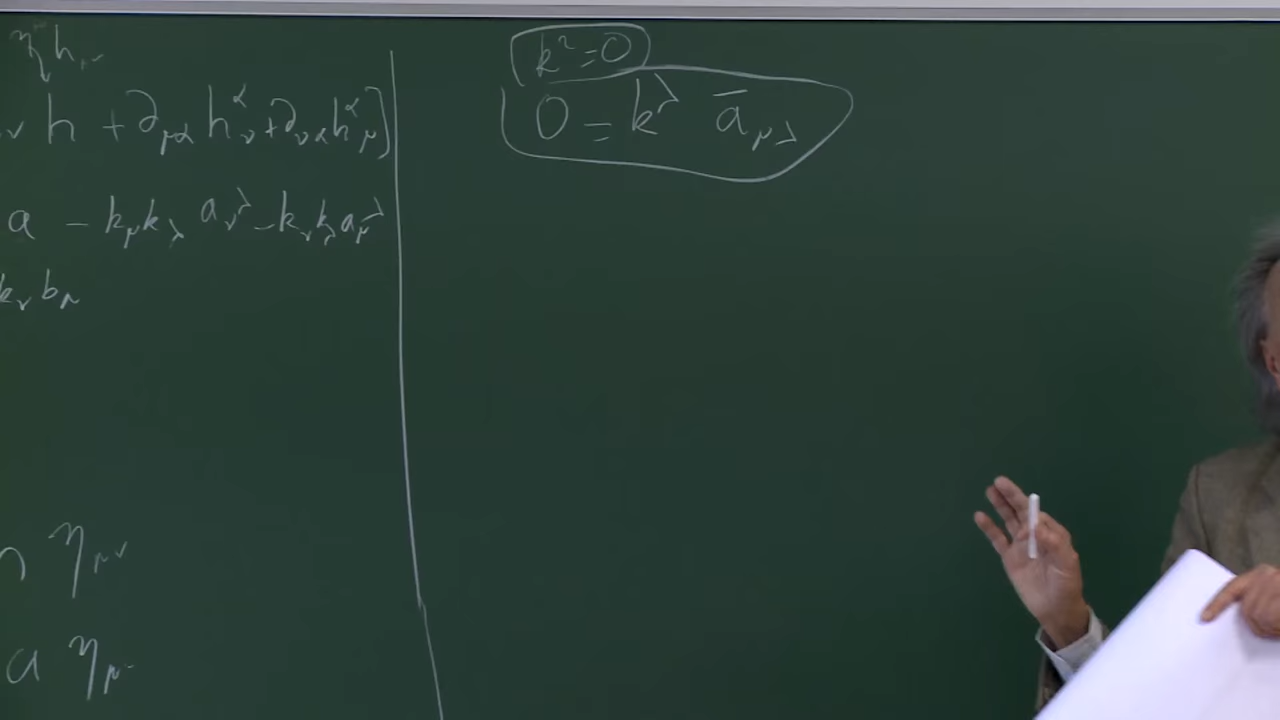 η h_{μν}
ν h + ∂_{μα} h^α_ν + ∂_{να} h^α_μ ]
a - k_μ k_λ a_ν^λ - k_ν k_λ a_μ^λ
k_ν b_μ
η_{μν}
a η_μ
k² = 0
0 = k^λ ā_{μλ}